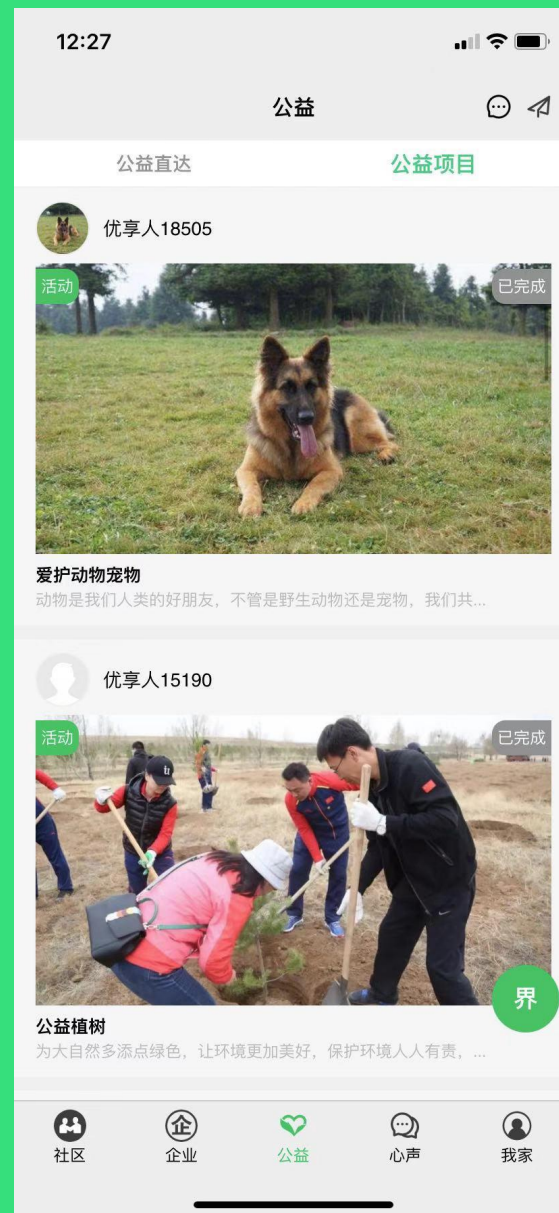 12:27
公益
公益直达
公益项目
优享人18505
活动
已完成
爱护动物宠物
动物是我们人类的好朋友，不管是野生动物还是宠物，我们共...
优享人15190
活动
已完成
界
公益植树
为大自然多添点绿色，让环境更加美好，保护环境人人有责，...
企
社区
企业
公益
心声
我家